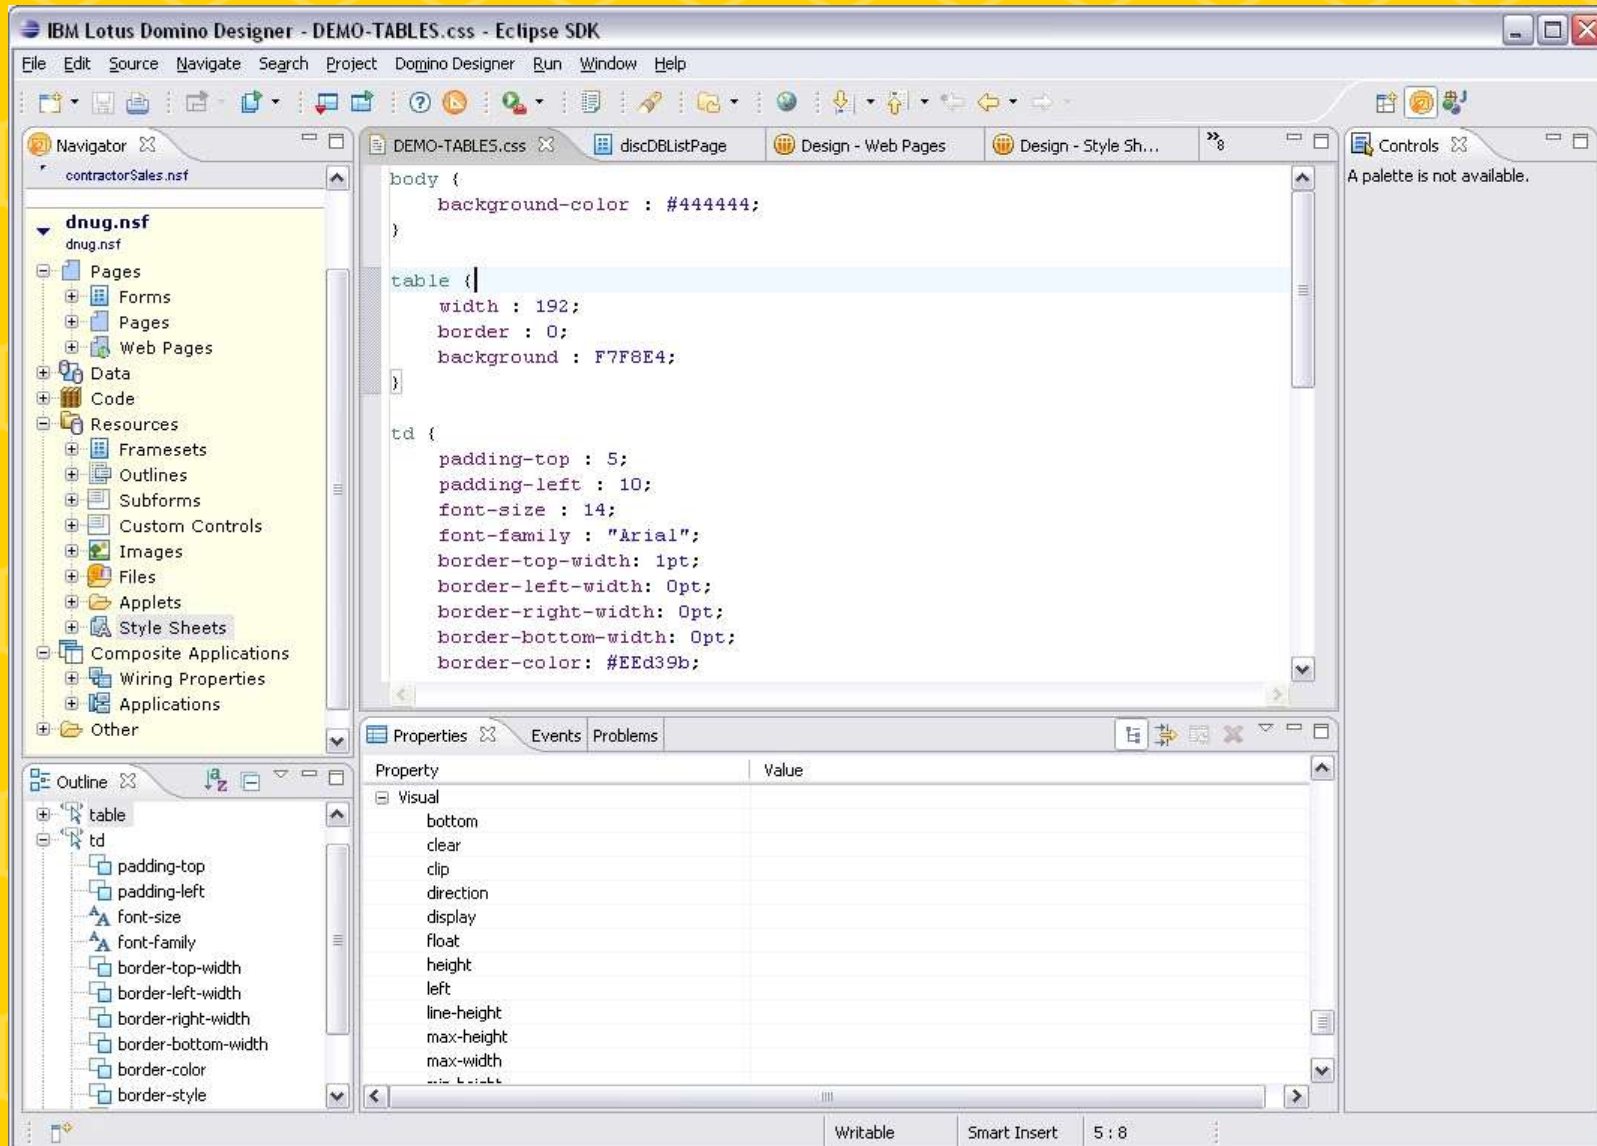 IBM Lotus Domino Designer - DEMO-TABLES.css - Eclipse SDK
File Edit Source Navigate Search Project Domino Designer Run Window Help
Navigator
contractorSales.nsf
dnug.nsf
dnug.nsf
Pages
Forms
Pages
Web Pages
Data
Code
Resources
Framesets
Outlines
Subforms
Custom Controls
Images
Files
Applets
Style Sheets
Composite Applications
Wiring Properties
Applications
Other
DEMO-TABLES.css discDBListPage Design - Web Pages Design - Style Sh... »8
body {
background-color : #444444;
}
table {
width : 192;
border : 0;
background : F7F8E4;
}
td {
padding-top : 5;
padding-left : 10;
font-size : 14;
font-family : "Arial";
border-top-width: 1pt;
border-left-width: 0pt;
border-right-width: 0pt;
border-bottom-width: 0pt;
border-color: #EEd39b;
Controls
A palette is not available.
Outline
table
td
padding-top
padding-left
font-size
font-family
border-top-width
border-left-width
border-right-width
border-bottom-width
border-color
border-style
Properties Events Problems
Property Value
Visual
bottom
clear
clip
direction
display
float
height
left
line-height
max-height
max-width
min-height
Writable Smart Insert 5 : 8